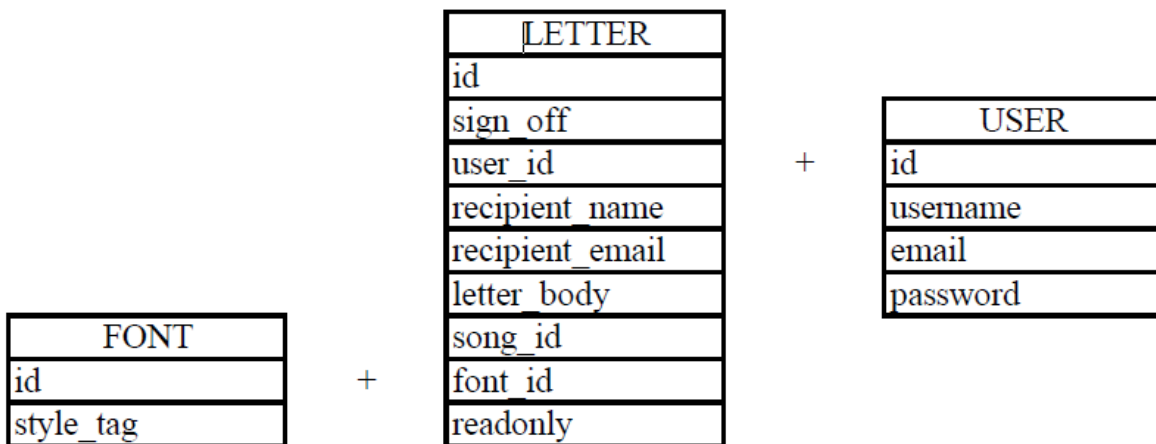 LETTER
id
sign_off
user_id
recipient_name
recipient_email
letter_body
song_id
font_id
readonly
+
USER
id
username
email
password
FONT
id
style_tag
+